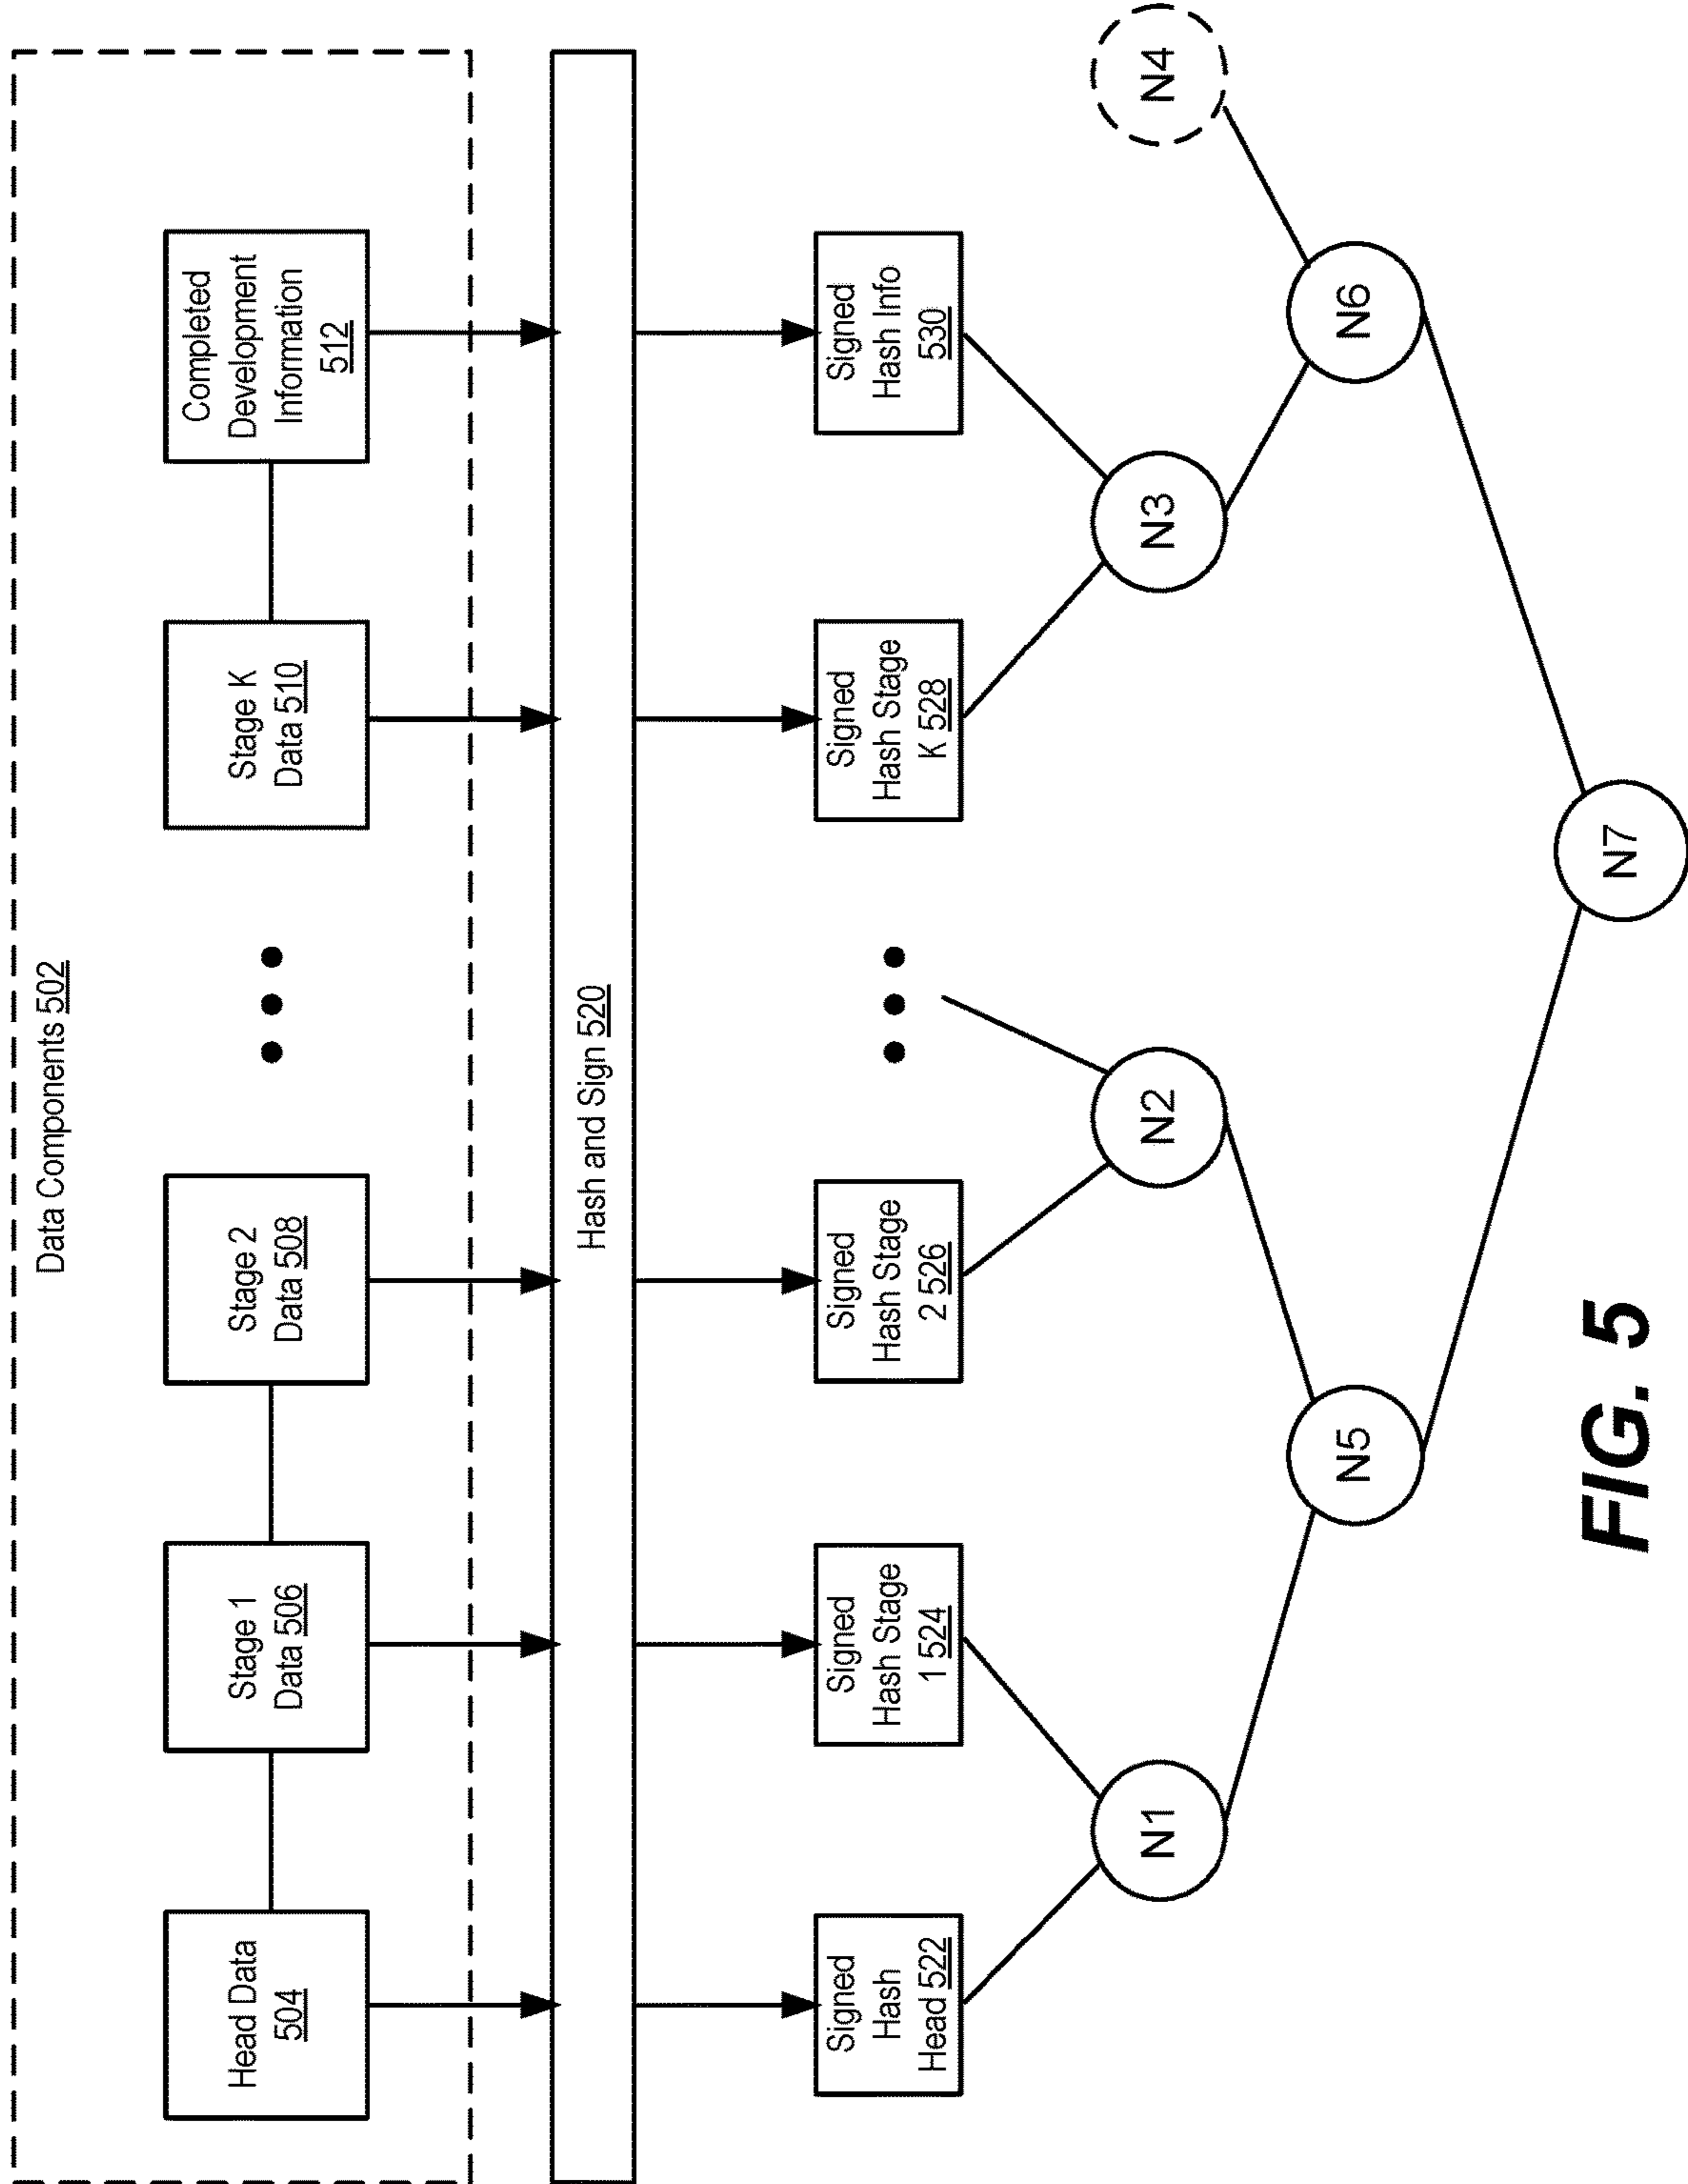 Data Components 502
Head Data
504
Stage 1
Data 506
Stage 2
Data 508
Stage K
Data 510
Completed
Development
Information
512
Hash and Sign 520
Signed
Hash
Head 522
Signed
Hash Stage
1 524
Signed
Hash Stage
2 526
Signed
Hash Stage
K 528
Signed
Hash Info
530
N1
N2
N3
N4
N5
N6
N7
FIG. 5